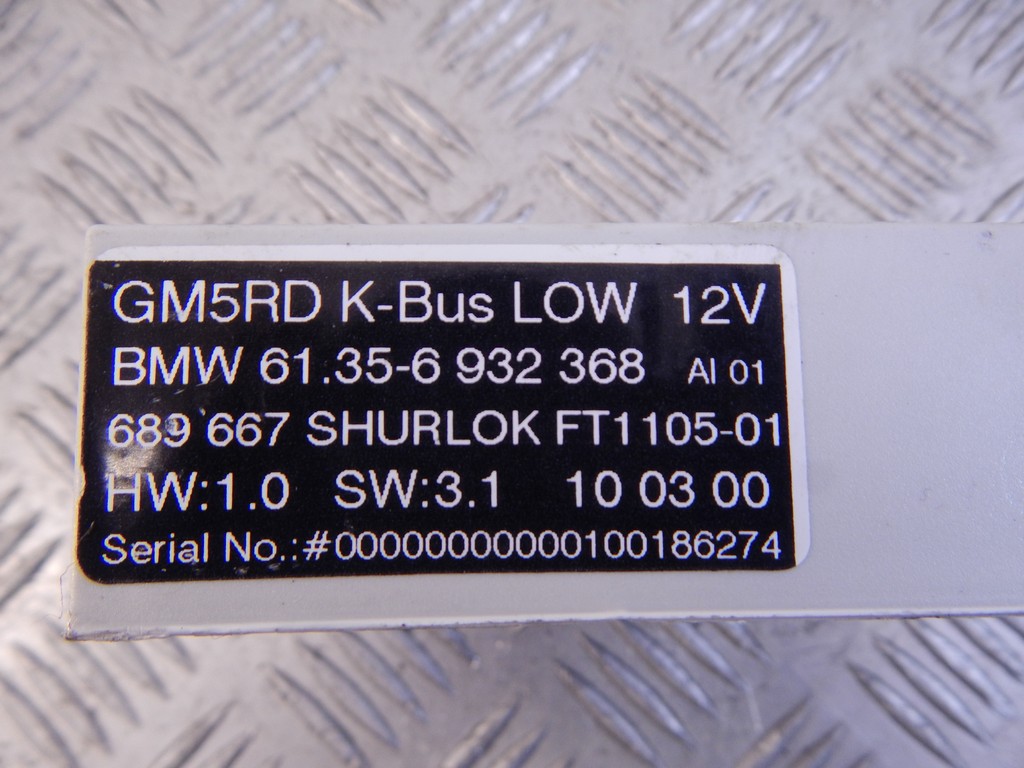 GM5RD K-Bus LOW 12V
BMW 61.35-6 932 368 AI 01
689 667 SHURLOK FT1105-01
HW:1.0 SW:3.1 10 03 00
Serial No.:#00000000000100186274